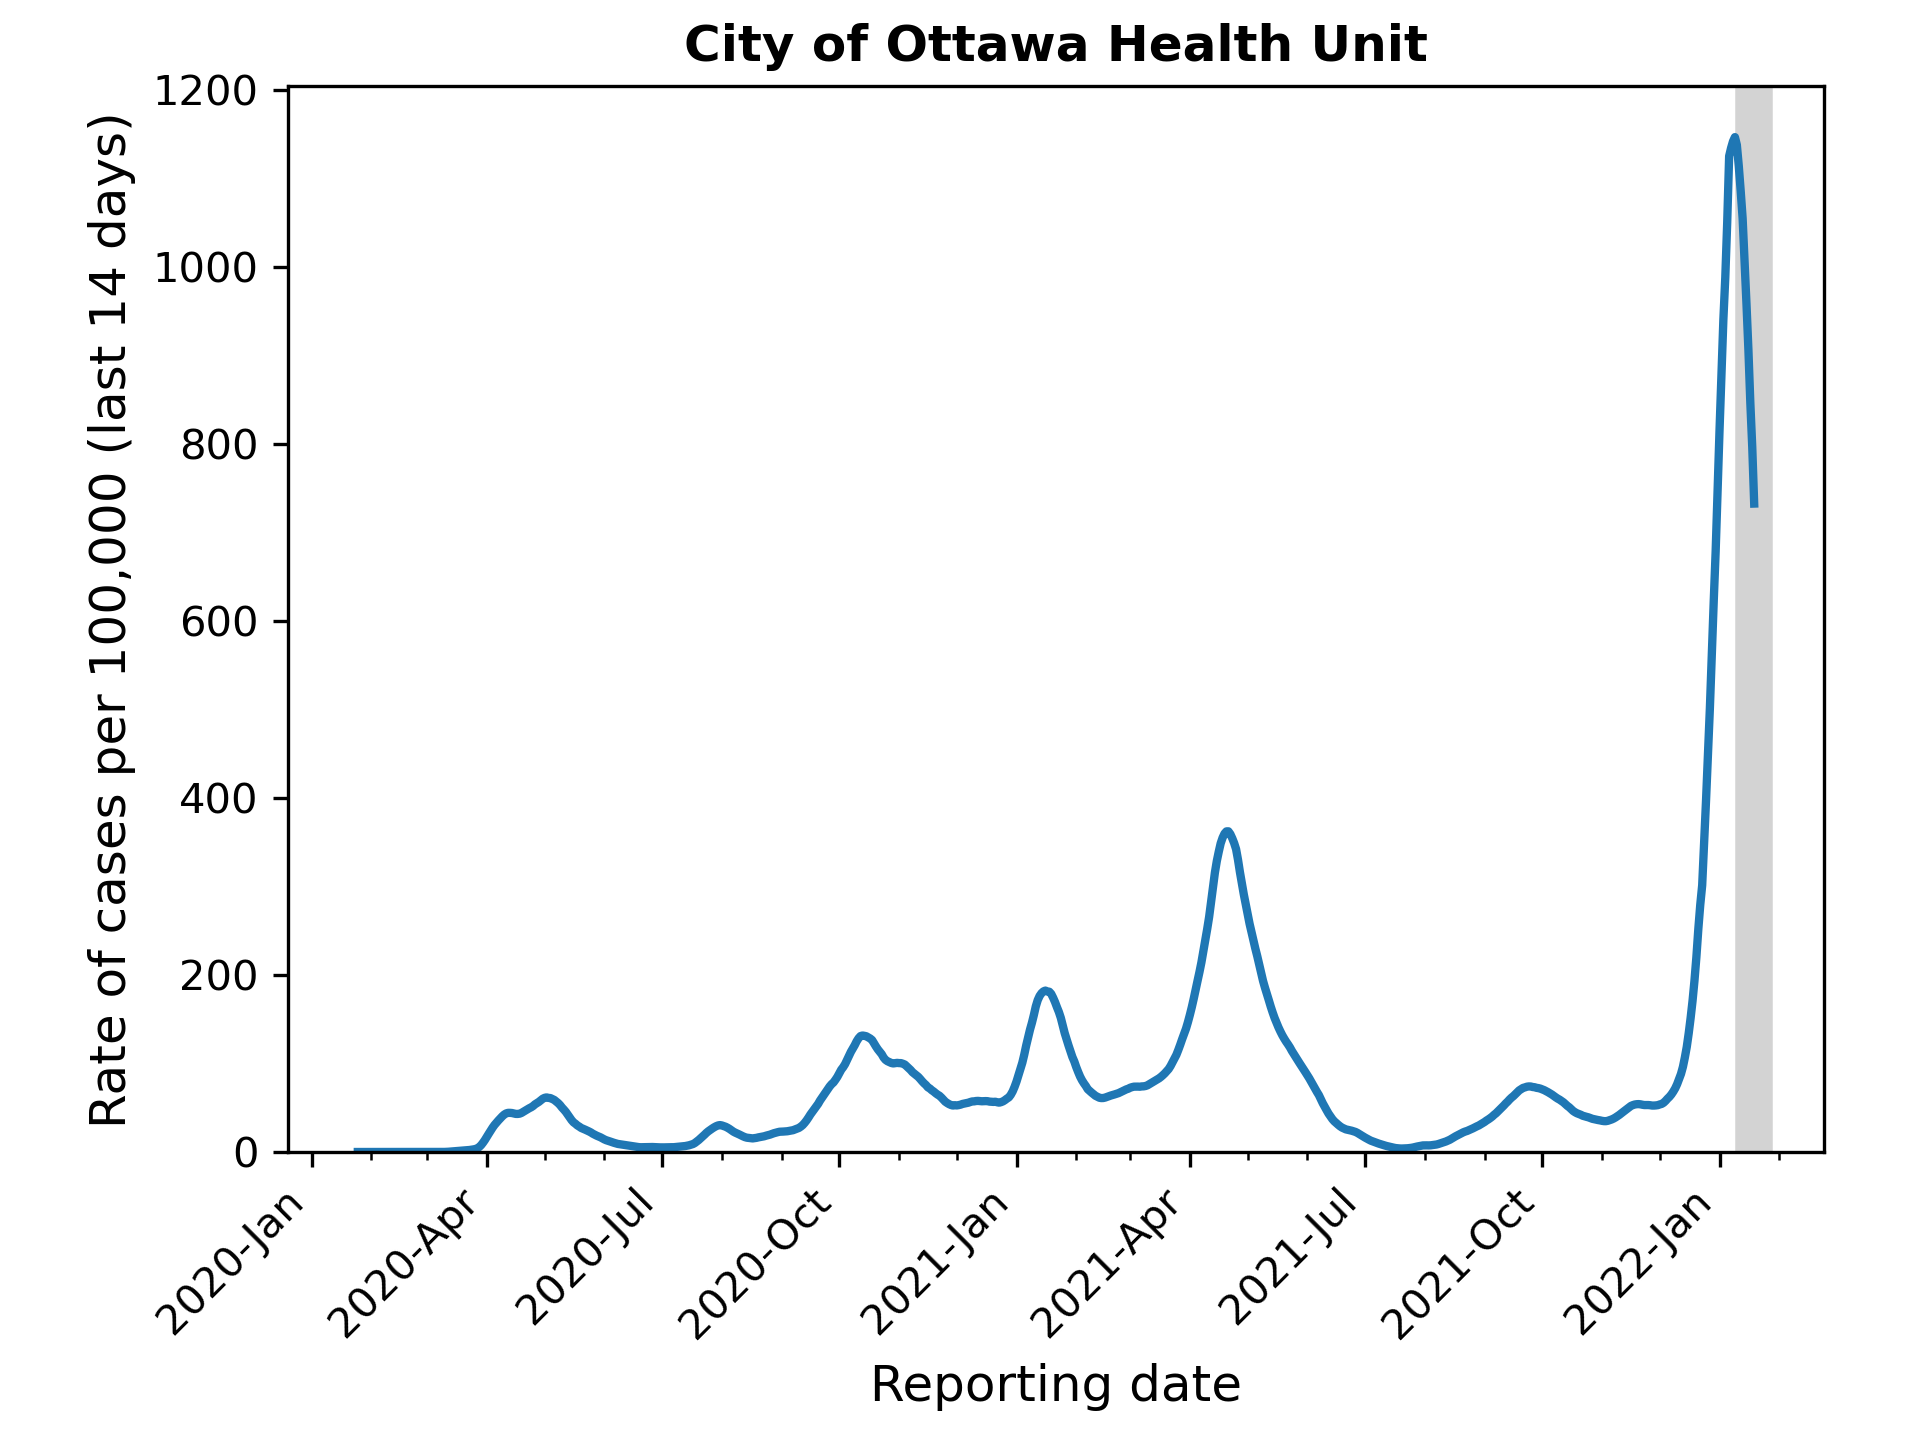 City of Ottawa Health Unit
Rate of cases per 100,000 (last 14 days)
1200
1000
800
600
400
200
0
2020-Jan
2020-Apr
2020-Jul
2020-Oct
2021-Jan
2021-Apr
2021-Jul
2021-Oct
2022-Jan
Reporting date